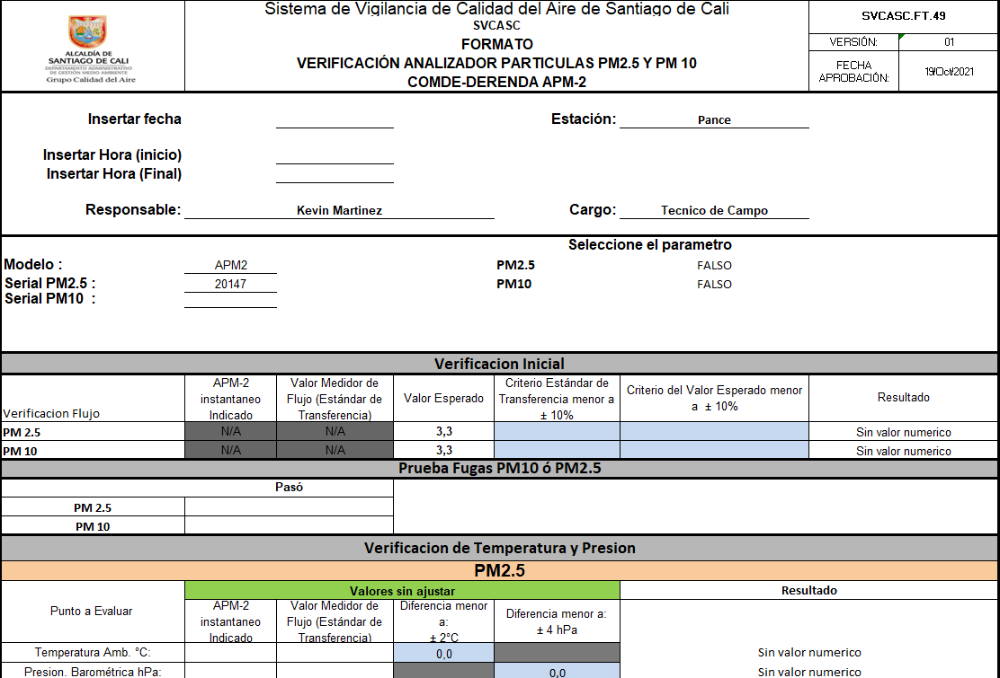 Sistema de Vigilancia de Calidad del Aire de Santiago de Cali
SVCASC
FORMATO
VERIFICACIÓN ANALIZADOR PARTICULAS PM2.5 Y PM 10
COMDE-DERENDA APM-2
ALCALDÍA DE
SANTIAGO DE CALI
DEPARTAMENTO ADMINISTRATIVO
DE GESTIÓN MEDIO AMBIENTE
Grupo Calidad del Aire
SVCASC.FT.49
VERSIÓN: 01
FECHA
APROBACIÓN: 19/Oct/2021
Insertar fecha Estación: Pance
Insertar Hora (inicio)
Insertar Hora (Final)
Responsable: Kevin Martinez Cargo: Tecnico de Campo
Seleccione el parametro
Modelo : APM2 PM2.5 FALSO
Serial PM2.5 : 20147 PM10 FALSO
Serial PM10 :
Verificacion Inicial
Verificacion Flujo
APM-2
instantaneo
Indicado
Valor Medidor de
Flujo (Estándar de
Transferencia)
Valor Esperado
Criterio Estándar de
Transferencia menor a
± 10%
Criterio del Valor Esperado menor
a ± 10%
Resultado
PM 2.5 N/A N/A 3,3 Sin valor numerico
PM 10 N/A N/A 3,3 Sin valor numerico
Prueba Fugas PM10 ó PM2.5
Pasó
PM 2.5
PM 10
Verificacion de Temperatura y Presion
PM2.5
Punto a Evaluar
Valores sin ajustar
Resultado
APM-2
instantaneo
Indicado
Valor Medidor de
Flujo (Estándar de
Transferencia)
Diferencia menor
a:
± 2°C
Diferencia menor a:
± 4 hPa
Temperatura Amb. °C: 0,0 Sin valor numerico
Presion. Barométrica hPa: 0,0 Sin valor numerico